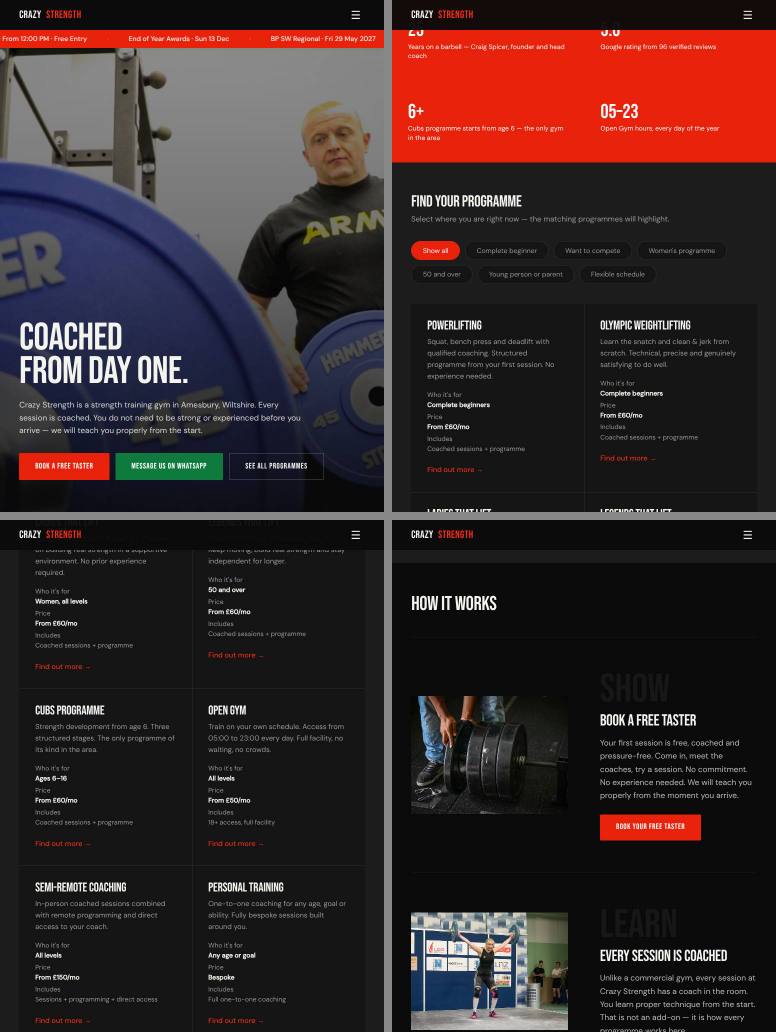 CRAZY STRENGTH
From 12:00 PM · Free Entry · End of Year Awards · Sun 13 Dec · BP SW Regional · Fri 29 May 2027
ARM
HAMMER
45
COACHED
FROM DAY ONE.
Crazy Strength is a strength training gym in Amesbury, Wiltshire. Every
session is coached. You do not need to be strong or experienced before you
arrive — we will teach you properly from the start.
BOOK A FREE TASTER
MESSAGE US ON WHATSAPP
SEE ALL PROGRAMMES
CRAZY STRENGTH
Years on a barbell — Craig Spicer, founder and head
coach
Google rating from 96 verified reviews
6+
Cubs programme starts from age 6 — the only gym
in the area
05–23
Open Gym hours, every day of the year
FIND YOUR PROGRAMME
Select where you are right now — the matching programmes will highlight.
Show all
Complete beginner
Want to compete
Women's programme
50 and over
Young person or parent
Flexible schedule
POWERLIFTING
Squat, bench press and deadlift with
qualified coaching. Structured
programme from your first session. No
experience needed.
Who it's for
Complete beginners
Price
From £60/mo
Includes
Coached sessions + programme
Find out more →
OLYMPIC WEIGHTLIFTING
Learn the snatch and clean & jerk from
scratch. Technical, precise and genuinely
satisfying to do well.
Who it's for
Complete beginners
Price
From £60/mo
Includes
Coached sessions + programme
Find out more →
LADIES THAT LIFT
LEGENDS THAT LIFT
CRAZY STRENGTH
on building real strength in a supportive
environment. No prior experience
required.
Who it's for
Women, all levels
Price
From £60/mo
Includes
Coached sessions + programme
Find out more →
Keep moving, build real strength and stay
independent for longer.
Who it's for
50 and over
Price
From £60/mo
Includes
Coached sessions + programme
Find out more →
CUBS PROGRAMME
Strength development from age 6. Three
structured stages. The only programme of
its kind in the area.
Who it's for
Ages 6–16
Price
From £60/mo
Includes
Coached sessions + programme
Find out more →
OPEN GYM
Train on your own schedule. Access from
05:00 to 23:00 every day. Full facility, no
waiting, no crowds.
Who it's for
All levels
Price
From £50/mo
Includes
18+ access, full facility
Find out more →
SEMI-REMOTE COACHING
In-person coached sessions combined
with remote programming and direct
access to your coach.
Who it's for
All levels
Price
From £150/mo
Includes
Sessions + programming + direct access
Find out more →
PERSONAL TRAINING
One-to-one coaching for any age, goal or
ability. Fully bespoke sessions built
around you.
Who it's for
Any age or goal
Price
Bespoke
Includes
Full one-to-one coaching
Find out more →
CRAZY STRENGTH
HOW IT WORKS
SHOW
BOOK A FREE TASTER
Your first session is free, coached and
pressure-free. Come in, meet the
coaches, try a session. No commitment.
No experience needed. We will teach you
properly from the moment you arrive.
BOOK YOUR FREE TASTER
LEARN
EVERY SESSION IS COACHED
Unlike a commercial gym, every session at
Crazy Strength has a coach in the room.
You learn proper technique from the start.
That is not an add-on — it is how every
programme works here.